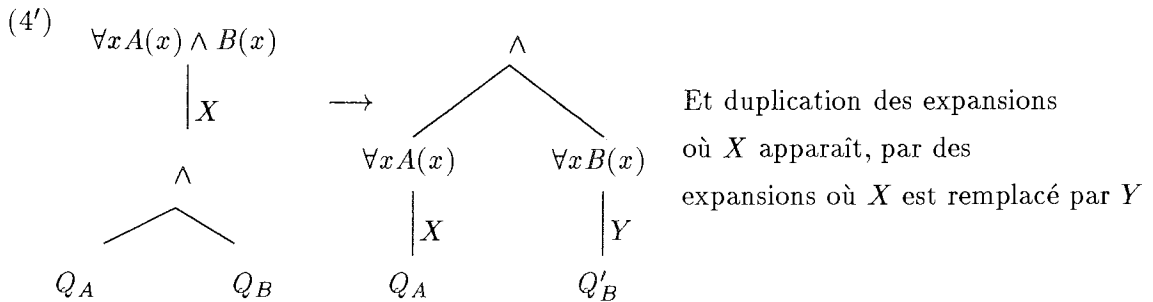 (4′)
∀xA(x) ∧ B(x)
X
∧
Q_A Q_B
⟶
∧
∀xA(x) ∀xB(x)
X Y
Q_A Q′_B
Et duplication des expansions
où X apparaît, par des
expansions où X est remplacé par Y